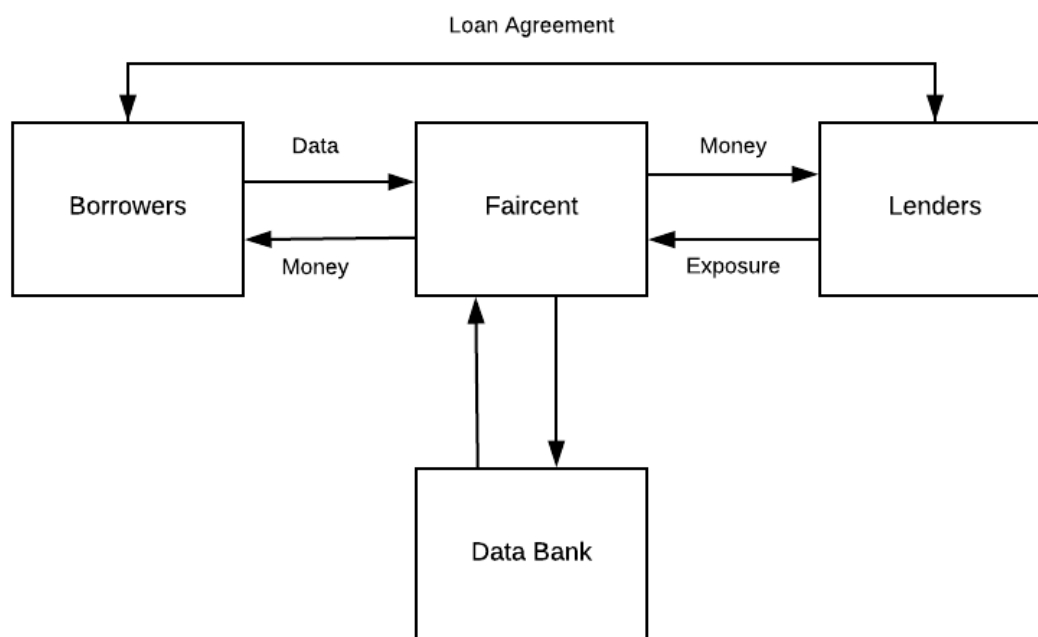 Loan Agreement
Data
Money
Borrowers
Faircent
Lenders
Money
Exposure
Data Bank